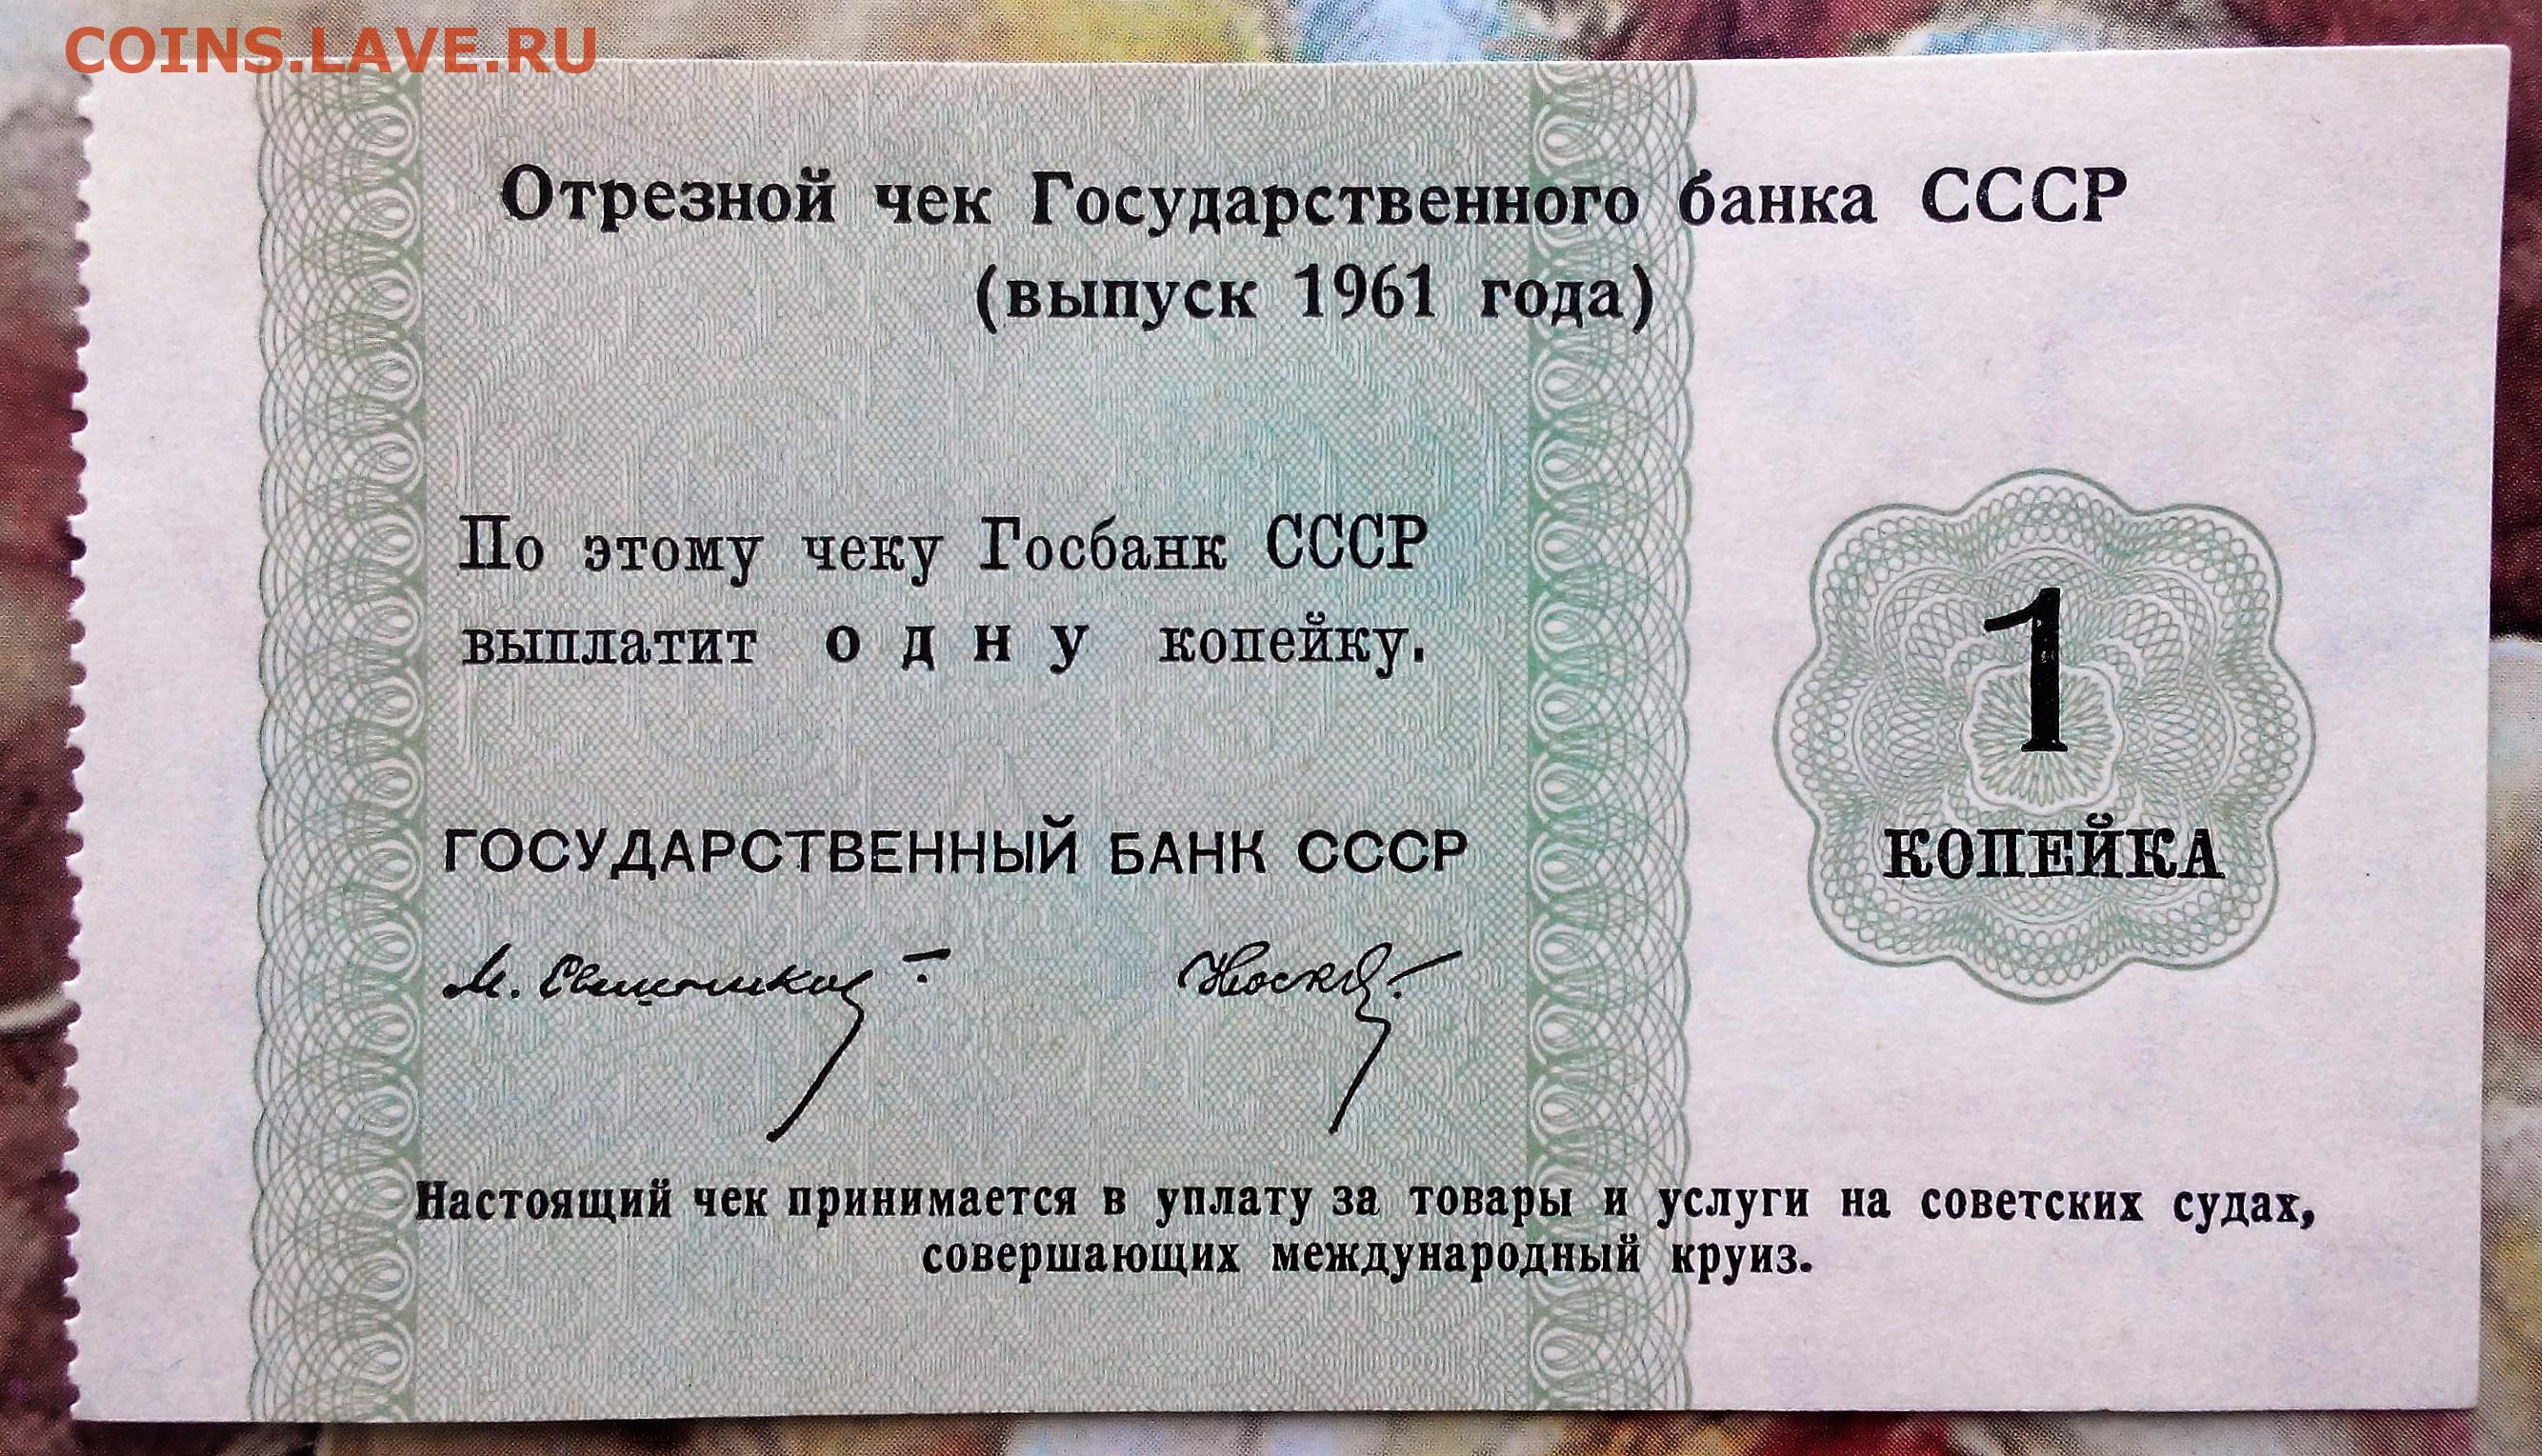 COINS.LAVE.RU
Отрезной чек Государственного банка СССР
(выпуск 1961 года)
По этому чеку Госбанк СССР
выплатит одну копейку.
1
КОПЕЙКА
ГОСУДАРСТВЕННЫЙ БАНК СССР
Настоящий чек принимается в уплату за товары и услуги на советских судах,
совершающих международный круиз.